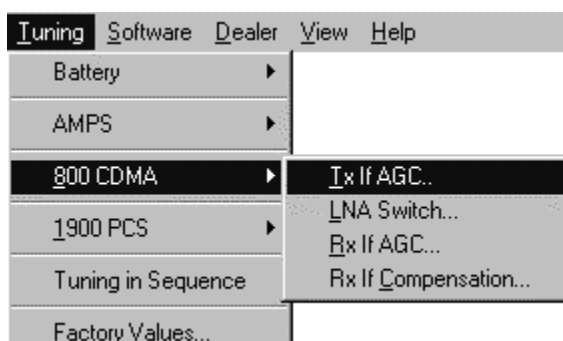 Tuning Software Dealer View Help
Battery
AMPS
800 CDMA
Tx If AGC..
LNA Switch...
1900 PCS
Rx If AGC...
Tuning in Sequence
Rx If Compensation...
Factory Values...